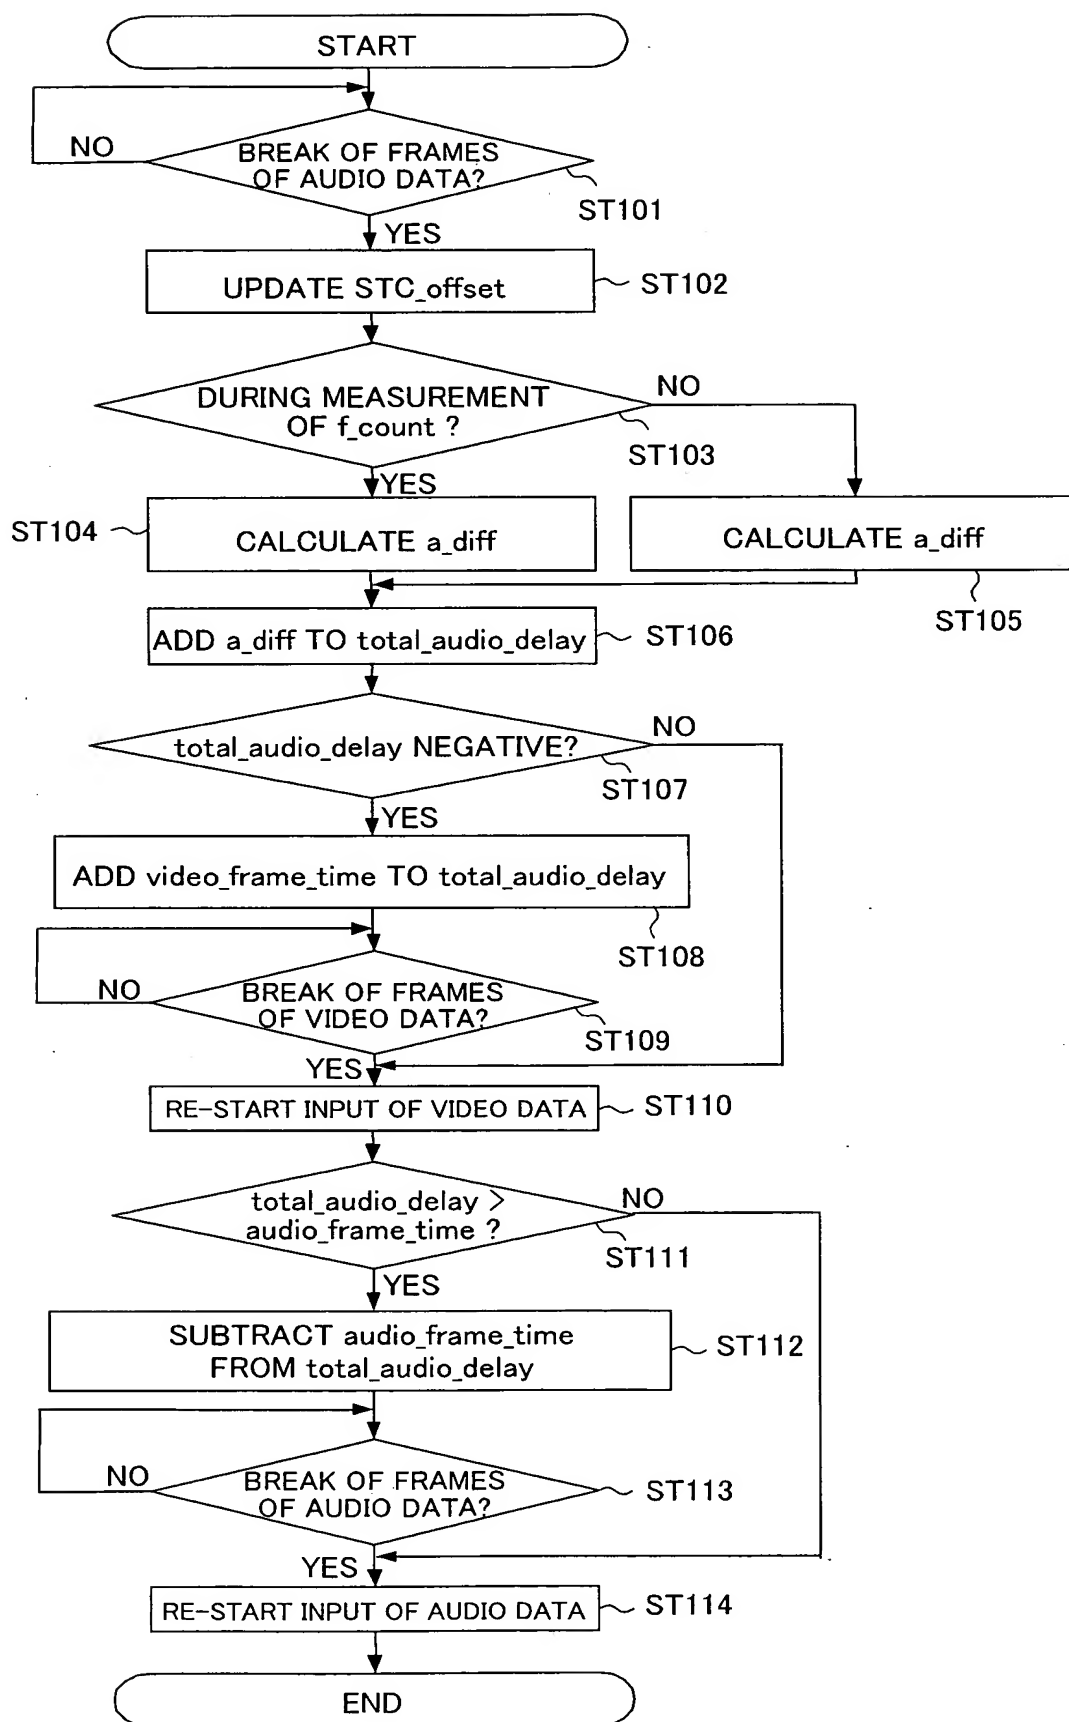 START
NO
BREAK OF FRAMES
OF AUDIO DATA?
ST101
YES
UPDATE STC_offset
ST102
DURING MEASUREMENT
OF f_count ?
NO
ST103
YES
ST104
CALCULATE a_diff
CALCULATE a_diff
ST105
ADD a_diff TO total_audio_delay
ST106
total_audio_delay NEGATIVE?
NO
ST107
YES
ADD video_frame_time TO total_audio_delay
ST108
NO
BREAK OF FRAMES
OF VIDEO DATA?
ST109
YES
RE-START INPUT OF VIDEO DATA
ST110
total_audio_delay >
audio_frame_time ?
NO
ST111
YES
SUBTRACT audio_frame_time
FROM total_audio_delay
ST112
NO
BREAK OF FRAMES
OF AUDIO DATA?
ST113
YES
RE-START INPUT OF AUDIO DATA
ST114
END